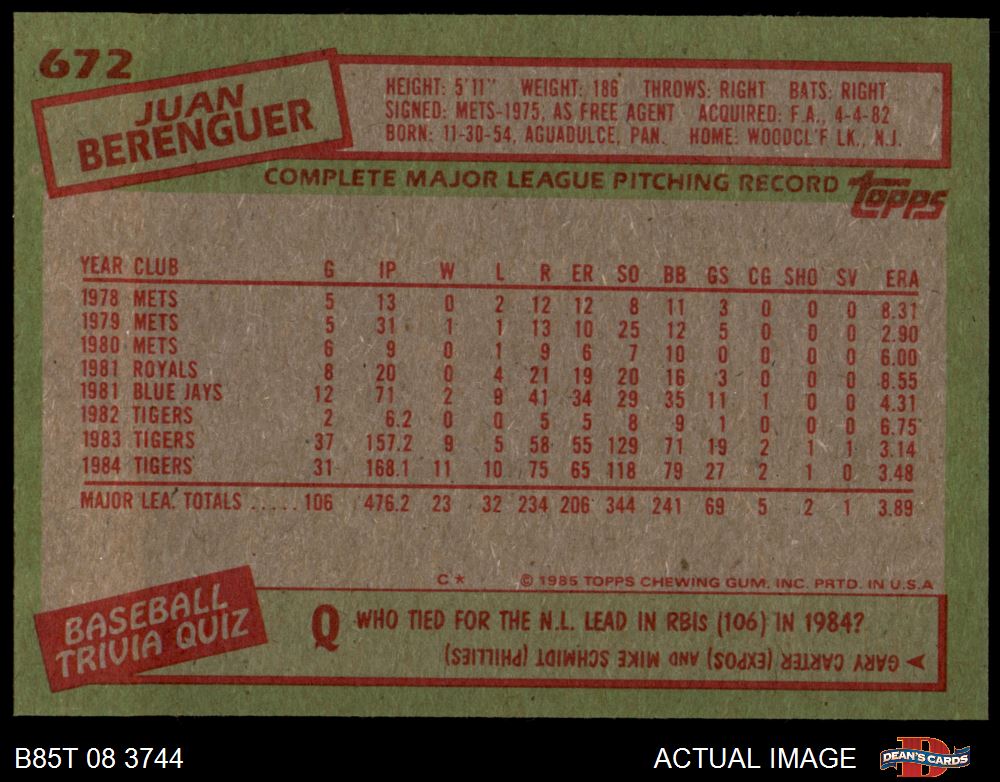 672
JUAN
BERENGUER
HEIGHT: 5'11" WEIGHT: 186 THROWS: RIGHT BATS: RIGHT
SIGNED: METS-1975, AS FREE AGENT ACQUIRED: F.A., 4-4-82
BORN: 11-30-54, AGUADULCE, PAN. HOME: WOODCL'F LK., N.J.
COMPLETE MAJOR LEAGUE PITCHING RECORD topps
YEAR CLUB G IP W L R ER SO BB GS CG SHO SV ERA
1978 METS 5 13 0 2 12 12 8 11 3 0 0 0 8.31
1979 METS 5 31 1 1 13 10 25 12 5 0 0 0 2.90
1980 METS 6 9 0 1 9 6 7 10 0 0 0 0 6.00
1981 ROYALS 8 20 0 4 21 19 20 16 3 0 0 0 8.55
1981 BLUE JAYS 12 71 2 9 41 34 29 35 11 1 0 0 4.31
1982 TIGERS 2 6.2 0 0 5 5 8 9 1 0 0 0 6.75
1983 TIGERS 37 157.2 9 5 58 55 129 71 19 2 1 1 3.14
1984 TIGERS 31 168.1 11 10 75 65 118 79 27 2 1 0 3.48
MAJOR LEA. TOTALS ..... 106 476.2 23 32 234 206 344 241 69 5 2 1 3.89
C* © 1985 TOPPS CHEWING GUM, INC. PRTD. IN U.S.A
BASEBALL
TRIVIA QUIZ
Q WHO TIED FOR THE N.L. LEAD IN RBIs (106) IN 1984?
GARY CARTER (EXPOS) AND MIKE SCHMIDT (PHILLIES)
B85T 08 3744 ACTUAL IMAGE DEAN'S CARDS